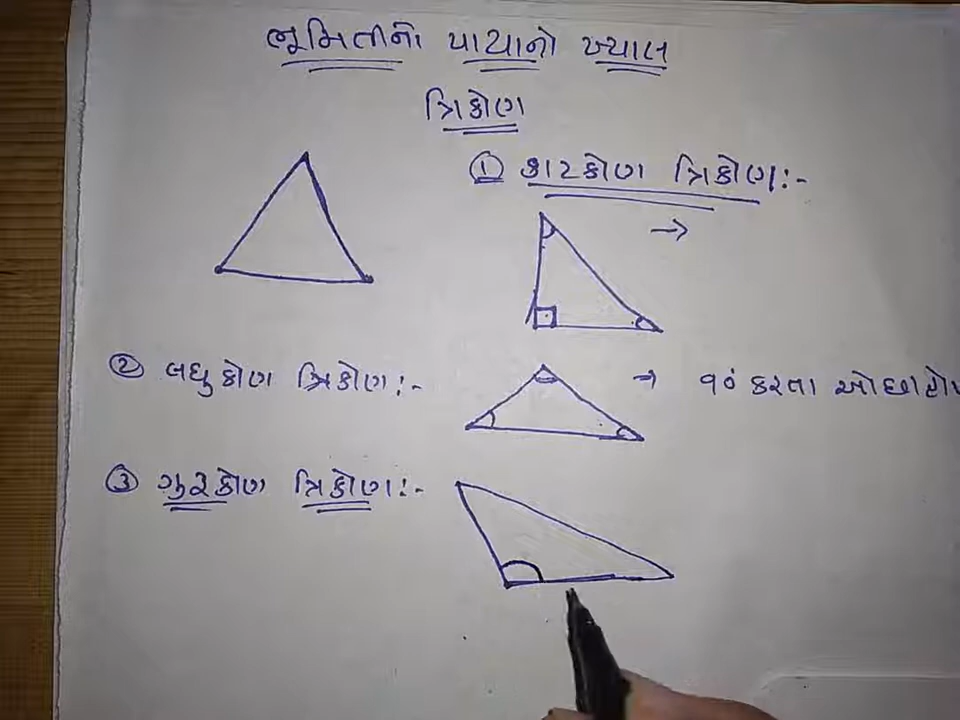 ભૂમિતીનો પાયાનો ખ્યાલ
ત્રિકોણ
① કાટકોણ ત્રિકોણ:-
→
② લઘુકોણ ત્રિકોણ:- → ૧૦ં કરતા ઓછા હોય
③ ગુરૂકોણ ત્રિકોણ:-